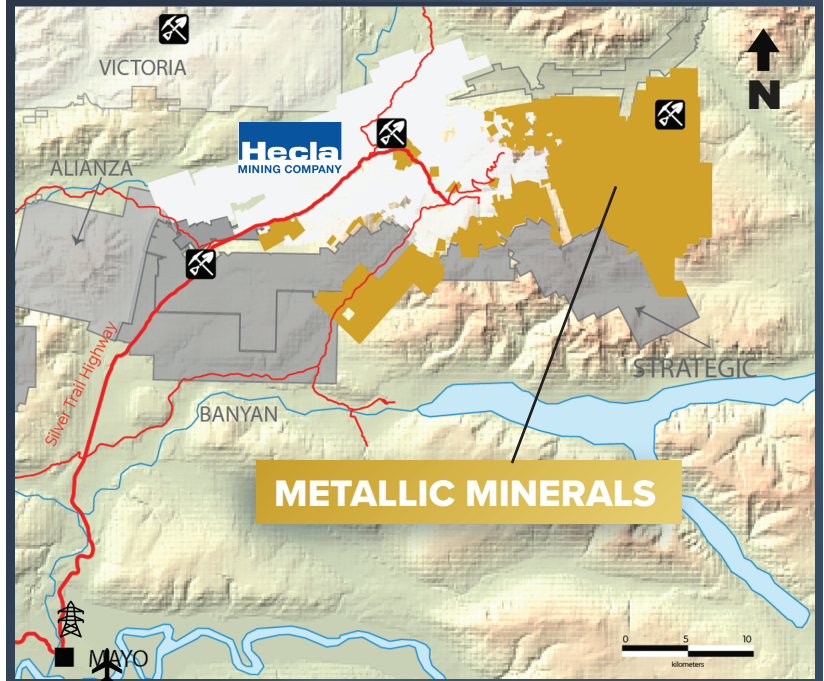 VICTORIA
N
Hecla
MINING COMPANY
ALIANZA
Silver Trail Highway
STRATEGIC
BANYAN
METALLIC MINERALS
0 5 10
kilometers
MAYO